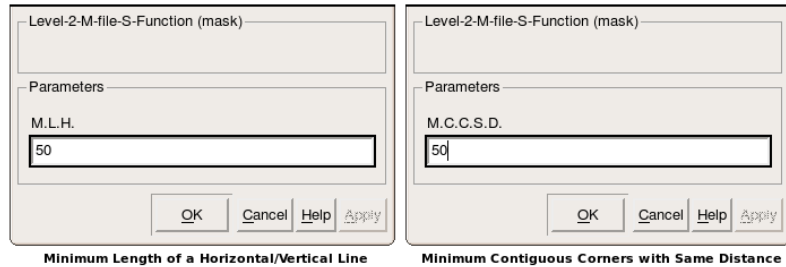 Level-2-M-file-S-Function (mask)
Parameters
M.L.H.
50
OK Cancel Help Apply
Minimum Length of a Horizontal/Vertical Line
Level-2-M-file-S-Function (mask)
Parameters
M.C.C.S.D.
50
OK Cancel Help Apply
Minimum Contiguous Corners with Same Distance